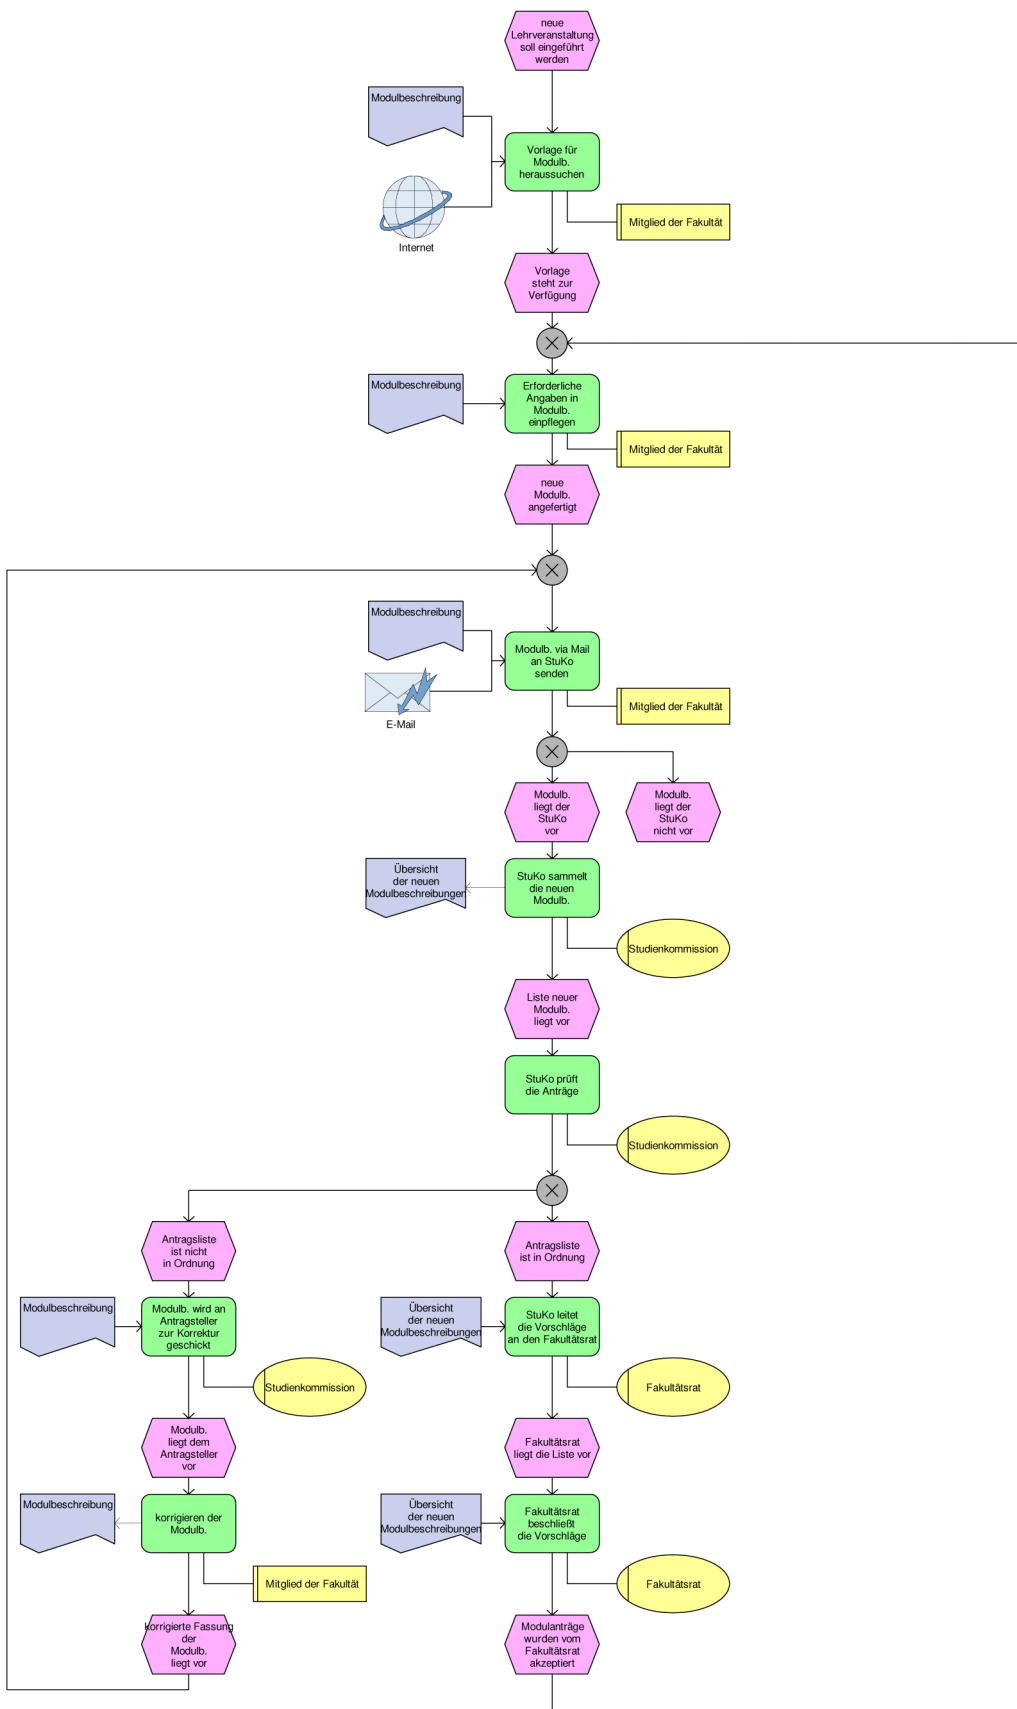 neue
Lehrveranstaltung
soll eingeführt
werden
Modulbeschreibung
Vorlage für
Modulb.
heraussuchen
Internet
Mitglied der Fakultät
Vorlage
steht zur
Verfügung
Modulbeschreibung
Erforderliche
Angaben in
Modulb.
einpflegen
Mitglied der Fakultät
neue
Modulb.
angefertigt
Modulbeschreibung
Modulb. via Mail
an StuKo
senden
E-Mail
Mitglied der Fakultät
Modulb.
liegt der
StuKo
vor
Modulb.
liegt der
StuKo
nicht vor
Übersicht
der neuen
Modulbeschreibungen
StuKo sammelt
die neuen
Modulb.
Studienkommission
Liste neuer
Modulb.
liegt vor
StuKo prüft
die Anträge
Studienkommission
Antragsliste
ist nicht
in Ordnung
Antragsliste
ist in Ordnung
Modulbeschreibung
Modulb. wird an
Antragsteller
zur Korrektur
geschickt
Übersicht
der neuen
Modulbeschreibungen
StuKo leitet
die Vorschläge
an den Fakultätsrat
Studienkommission
Fakultätsrat
Modulb.
liegt dem
Antragsteller
vor
Fakultätsrat
liegt die Liste vor
Modulbeschreibung
korrigieren der
Modulb.
Übersicht
der neuen
Modulbeschreibungen
Fakultätsrat
beschließt
die Vorschläge
Mitglied der Fakultät
Fakultätsrat
korrigierte Fassung
der
Modulb.
liegt vor
Modulanträge
wurden vom
Fakultätsrat
akzeptiert